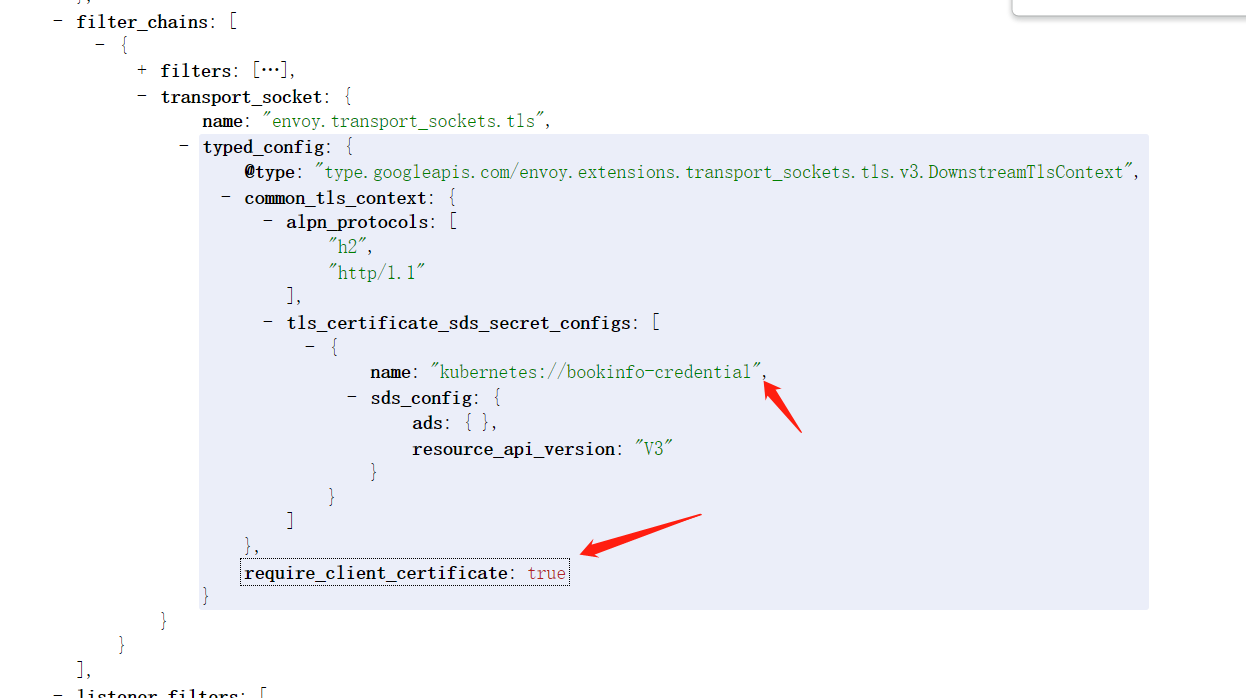 },
- filter_chains: [
- {
+ filters: […],
- transport_socket: {
name: "envoy.transport_sockets.tls",
- typed_config: {
@type: "type.googleapis.com/envoy.extensions.transport_sockets.tls.v3.DownstreamTlsContext",
- common_tls_context: {
- alpn_protocols: [
"h2",
"http/1.1"
],
- tls_certificate_sds_secret_configs: [
- {
name: "kubernetes://bookinfo-credential",
- sds_config: {
ads: { },
resource_api_version: "V3"
}
}
]
},
require_client_certificate: true
}
}
}
],
- listener_filters: [